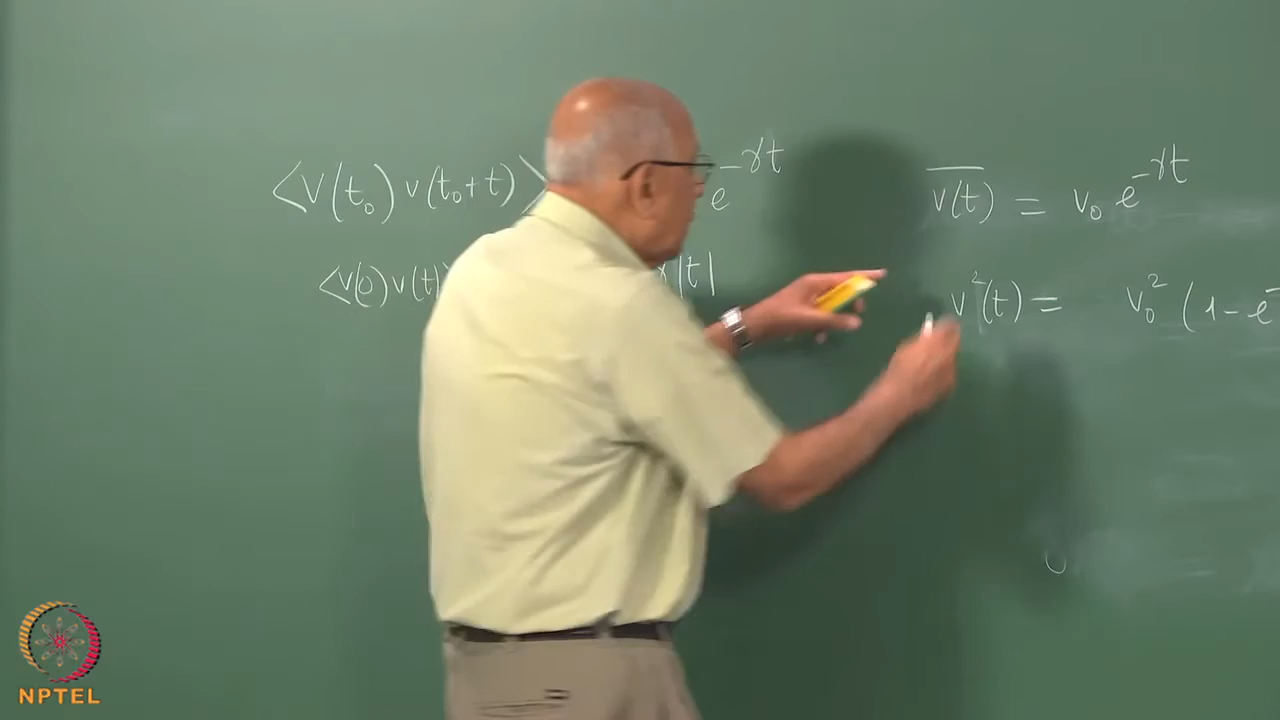 <v(t₀) v(t₀+t)> e^-γt
<v(0) v(t) γ|t|
v(t)‾ = v₀ e^-γt
v²(t) = v₀² (1-e^-
NPTEL